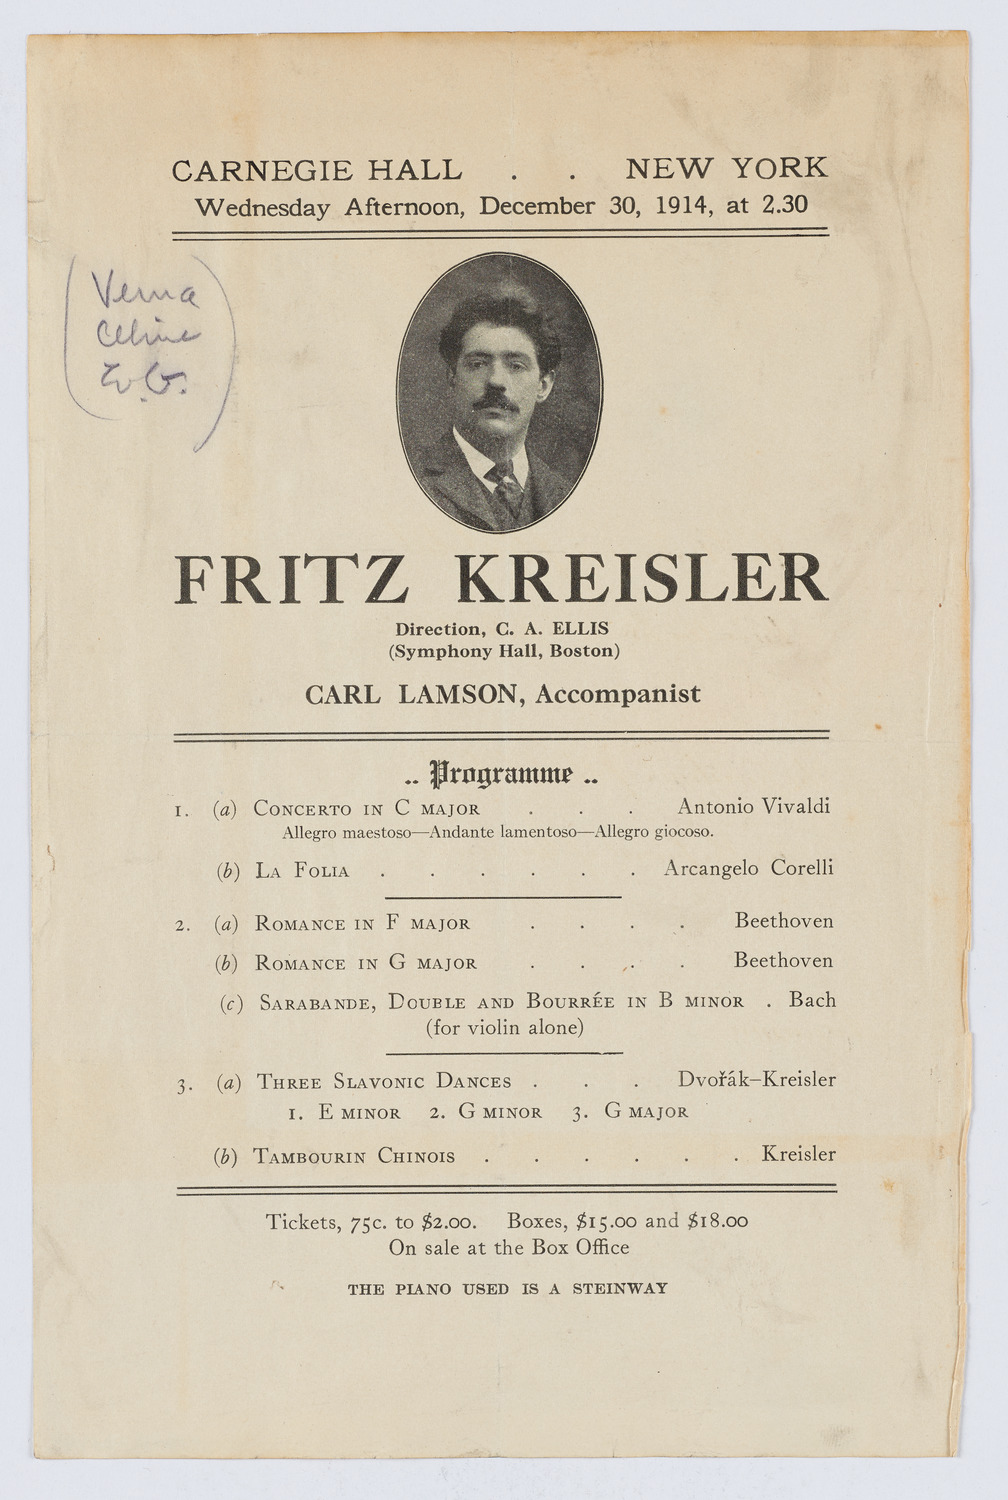 CARNEGIE HALL . . NEW YORK
Wednesday Afternoon, December 30, 1914, at 2.30
Verna
Celine
E. G.
FRITZ KREISLER
Direction, C. A. ELLIS
(Symphony Hall, Boston)
CARL LAMSON, Accompanist
.. Programme ..
1. (a) CONCERTO IN C MAJOR . . . Antonio Vivaldi
Allegro maestoso—Andante lamentoso—Allegro giocoso.
(b) LA FOLIA . . . . . . Arcangelo Corelli
2. (a) ROMANCE IN F MAJOR . . . . Beethoven
(b) ROMANCE IN G MAJOR . . . . Beethoven
(c) SARABANDE, DOUBLE AND BOURRÉE IN B MINOR . Bach
(for violin alone)
3. (a) THREE SLAVONIC DANCES . . . Dvořák–Kreisler
1. E MINOR 2. G MINOR 3. G MAJOR
(b) TAMBOURIN CHINOIS . . . . . . Kreisler
Tickets, 75c. to $2.00. Boxes, $15.00 and $18.00
On sale at the Box Office
THE PIANO USED IS A STEINWAY